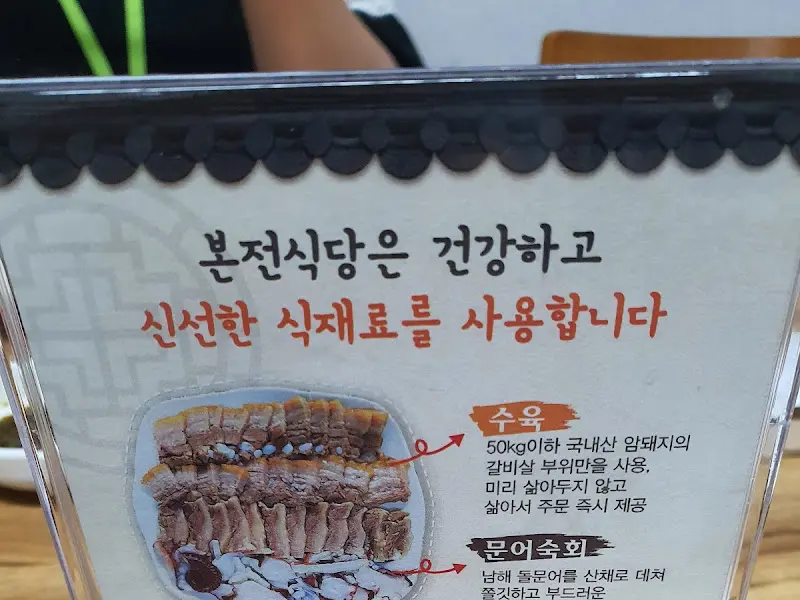 본전식당은 건강하고
신선한 식재료를 사용합니다
수육
50kg이하 국내산 암돼지의
갈비살 부위만을 사용,
미리 삶아두지 않고
삶아서 주문 즉시 제공
문어숙회
남해 돌문어를 산채로 데쳐
쫄깃하고 부드러운